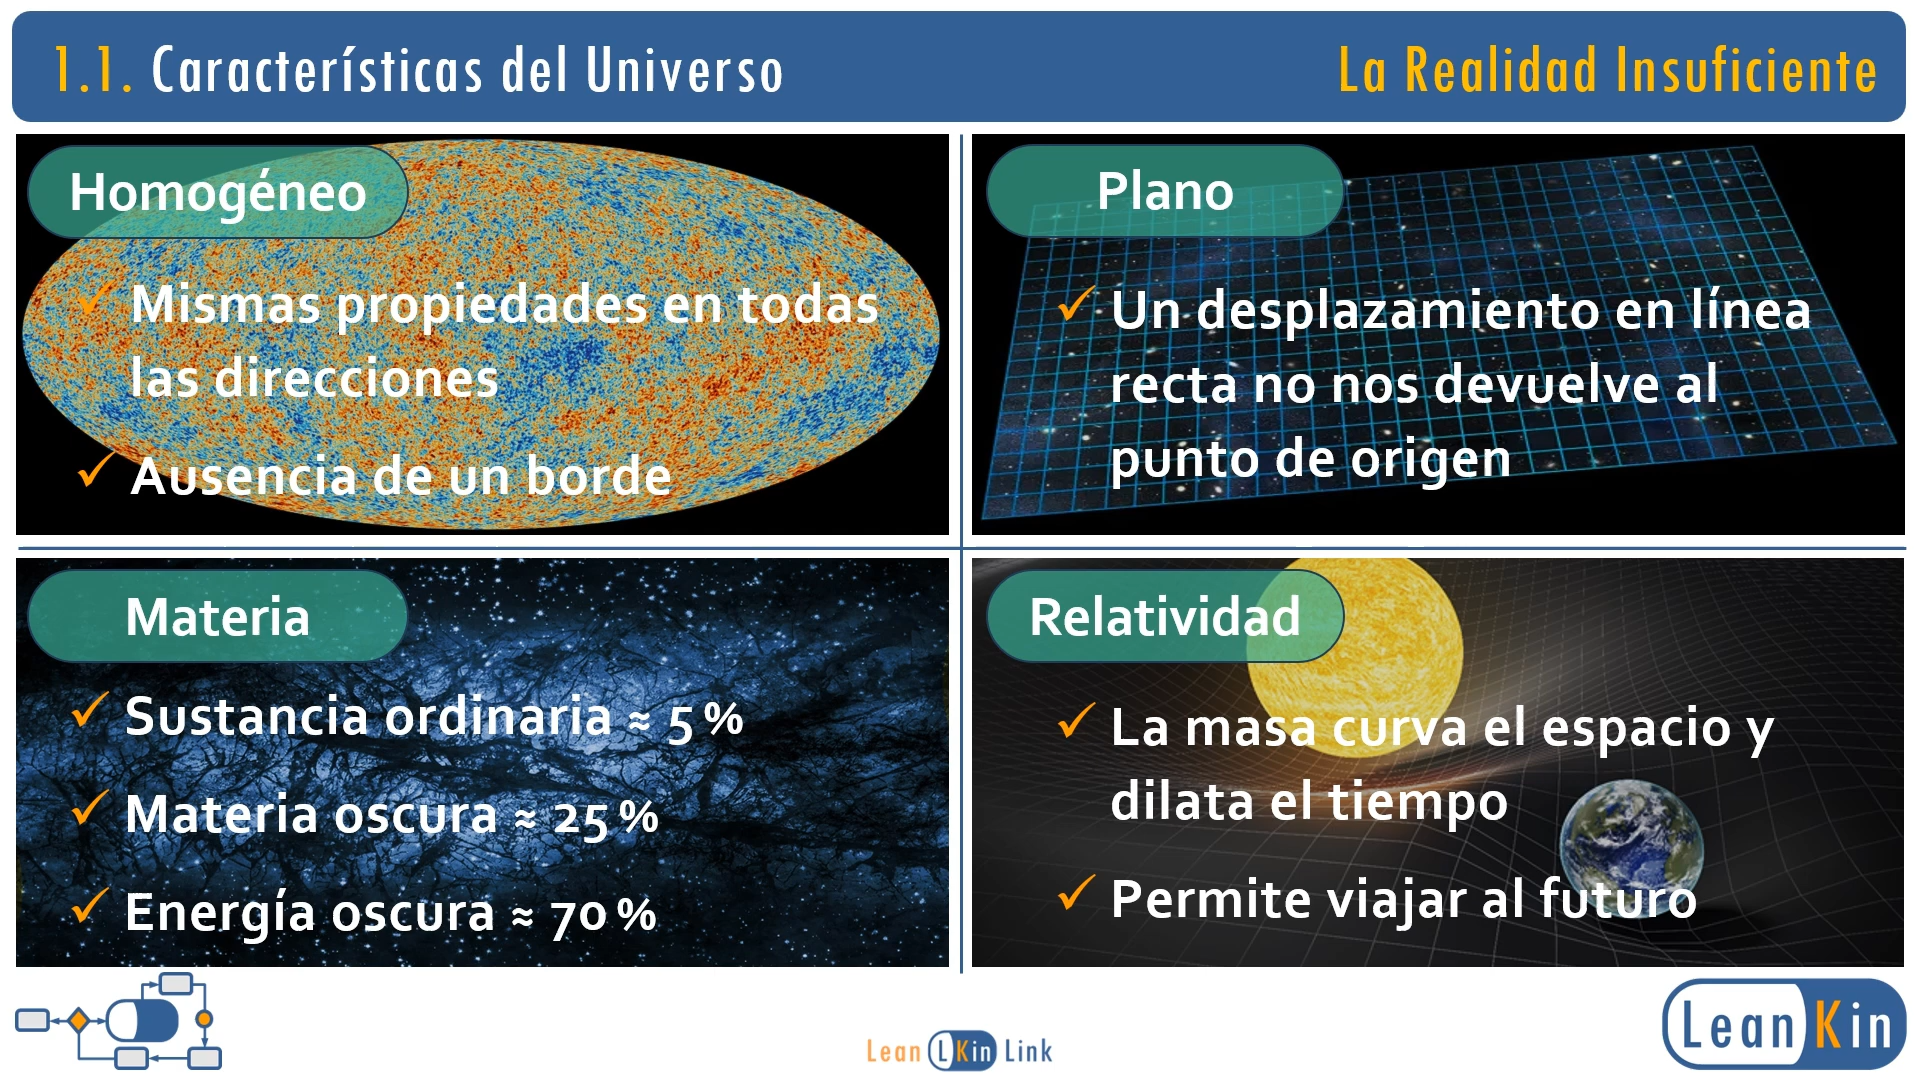 1.1. Características del Universo
La Realidad Insuficiente
Homogéneo
Mismas propiedades en todas
las direcciones
Ausencia de un borde
Plano
Un desplazamiento en línea
recta no nos devuelve al
punto de origen
Materia
Sustancia ordinaria ≈ 5 %
Materia oscura ≈ 25 %
Energía oscura ≈ 70 %
Relatividad
La masa curva el espacio y
dilata el tiempo
Permite viajar al futuro
Lean LKin Link
LeanKin